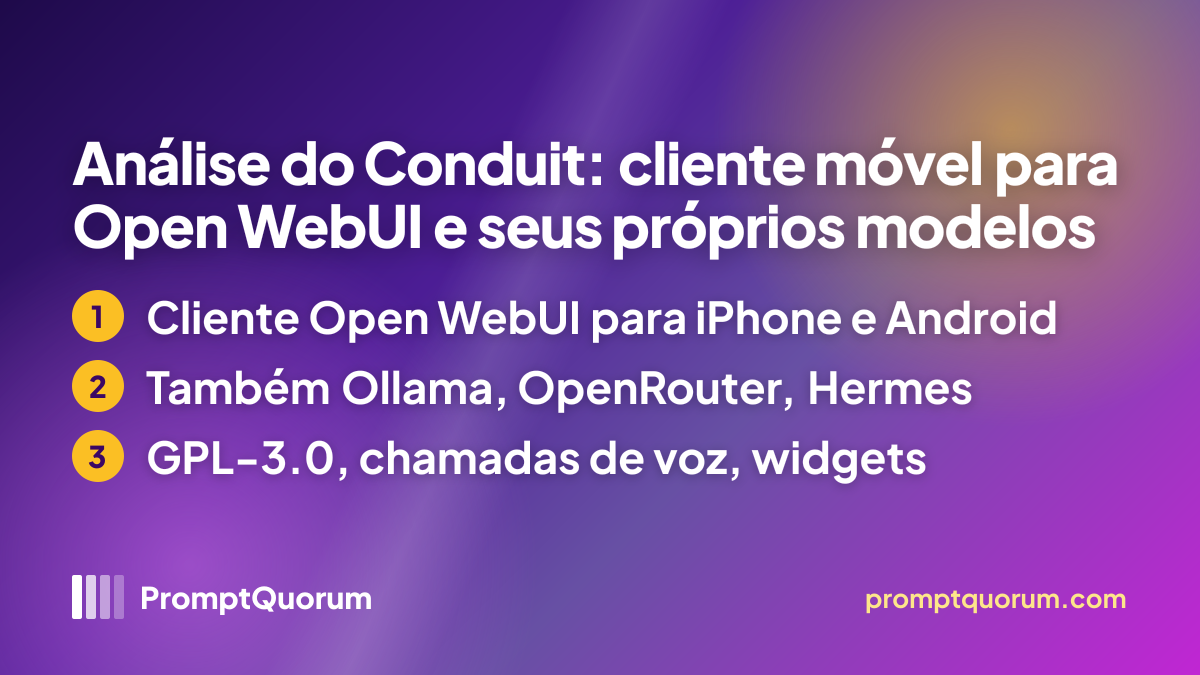 Análise do Conduit: cliente móvel para
Open WebUI e seus próprios modelos
1 Cliente Open WebUI para iPhone e Android
2 Também Ollama, OpenRouter, Hermes
3 GPL-3.0, chamadas de voz, widgets
PromptQuorum
promptquorum.com